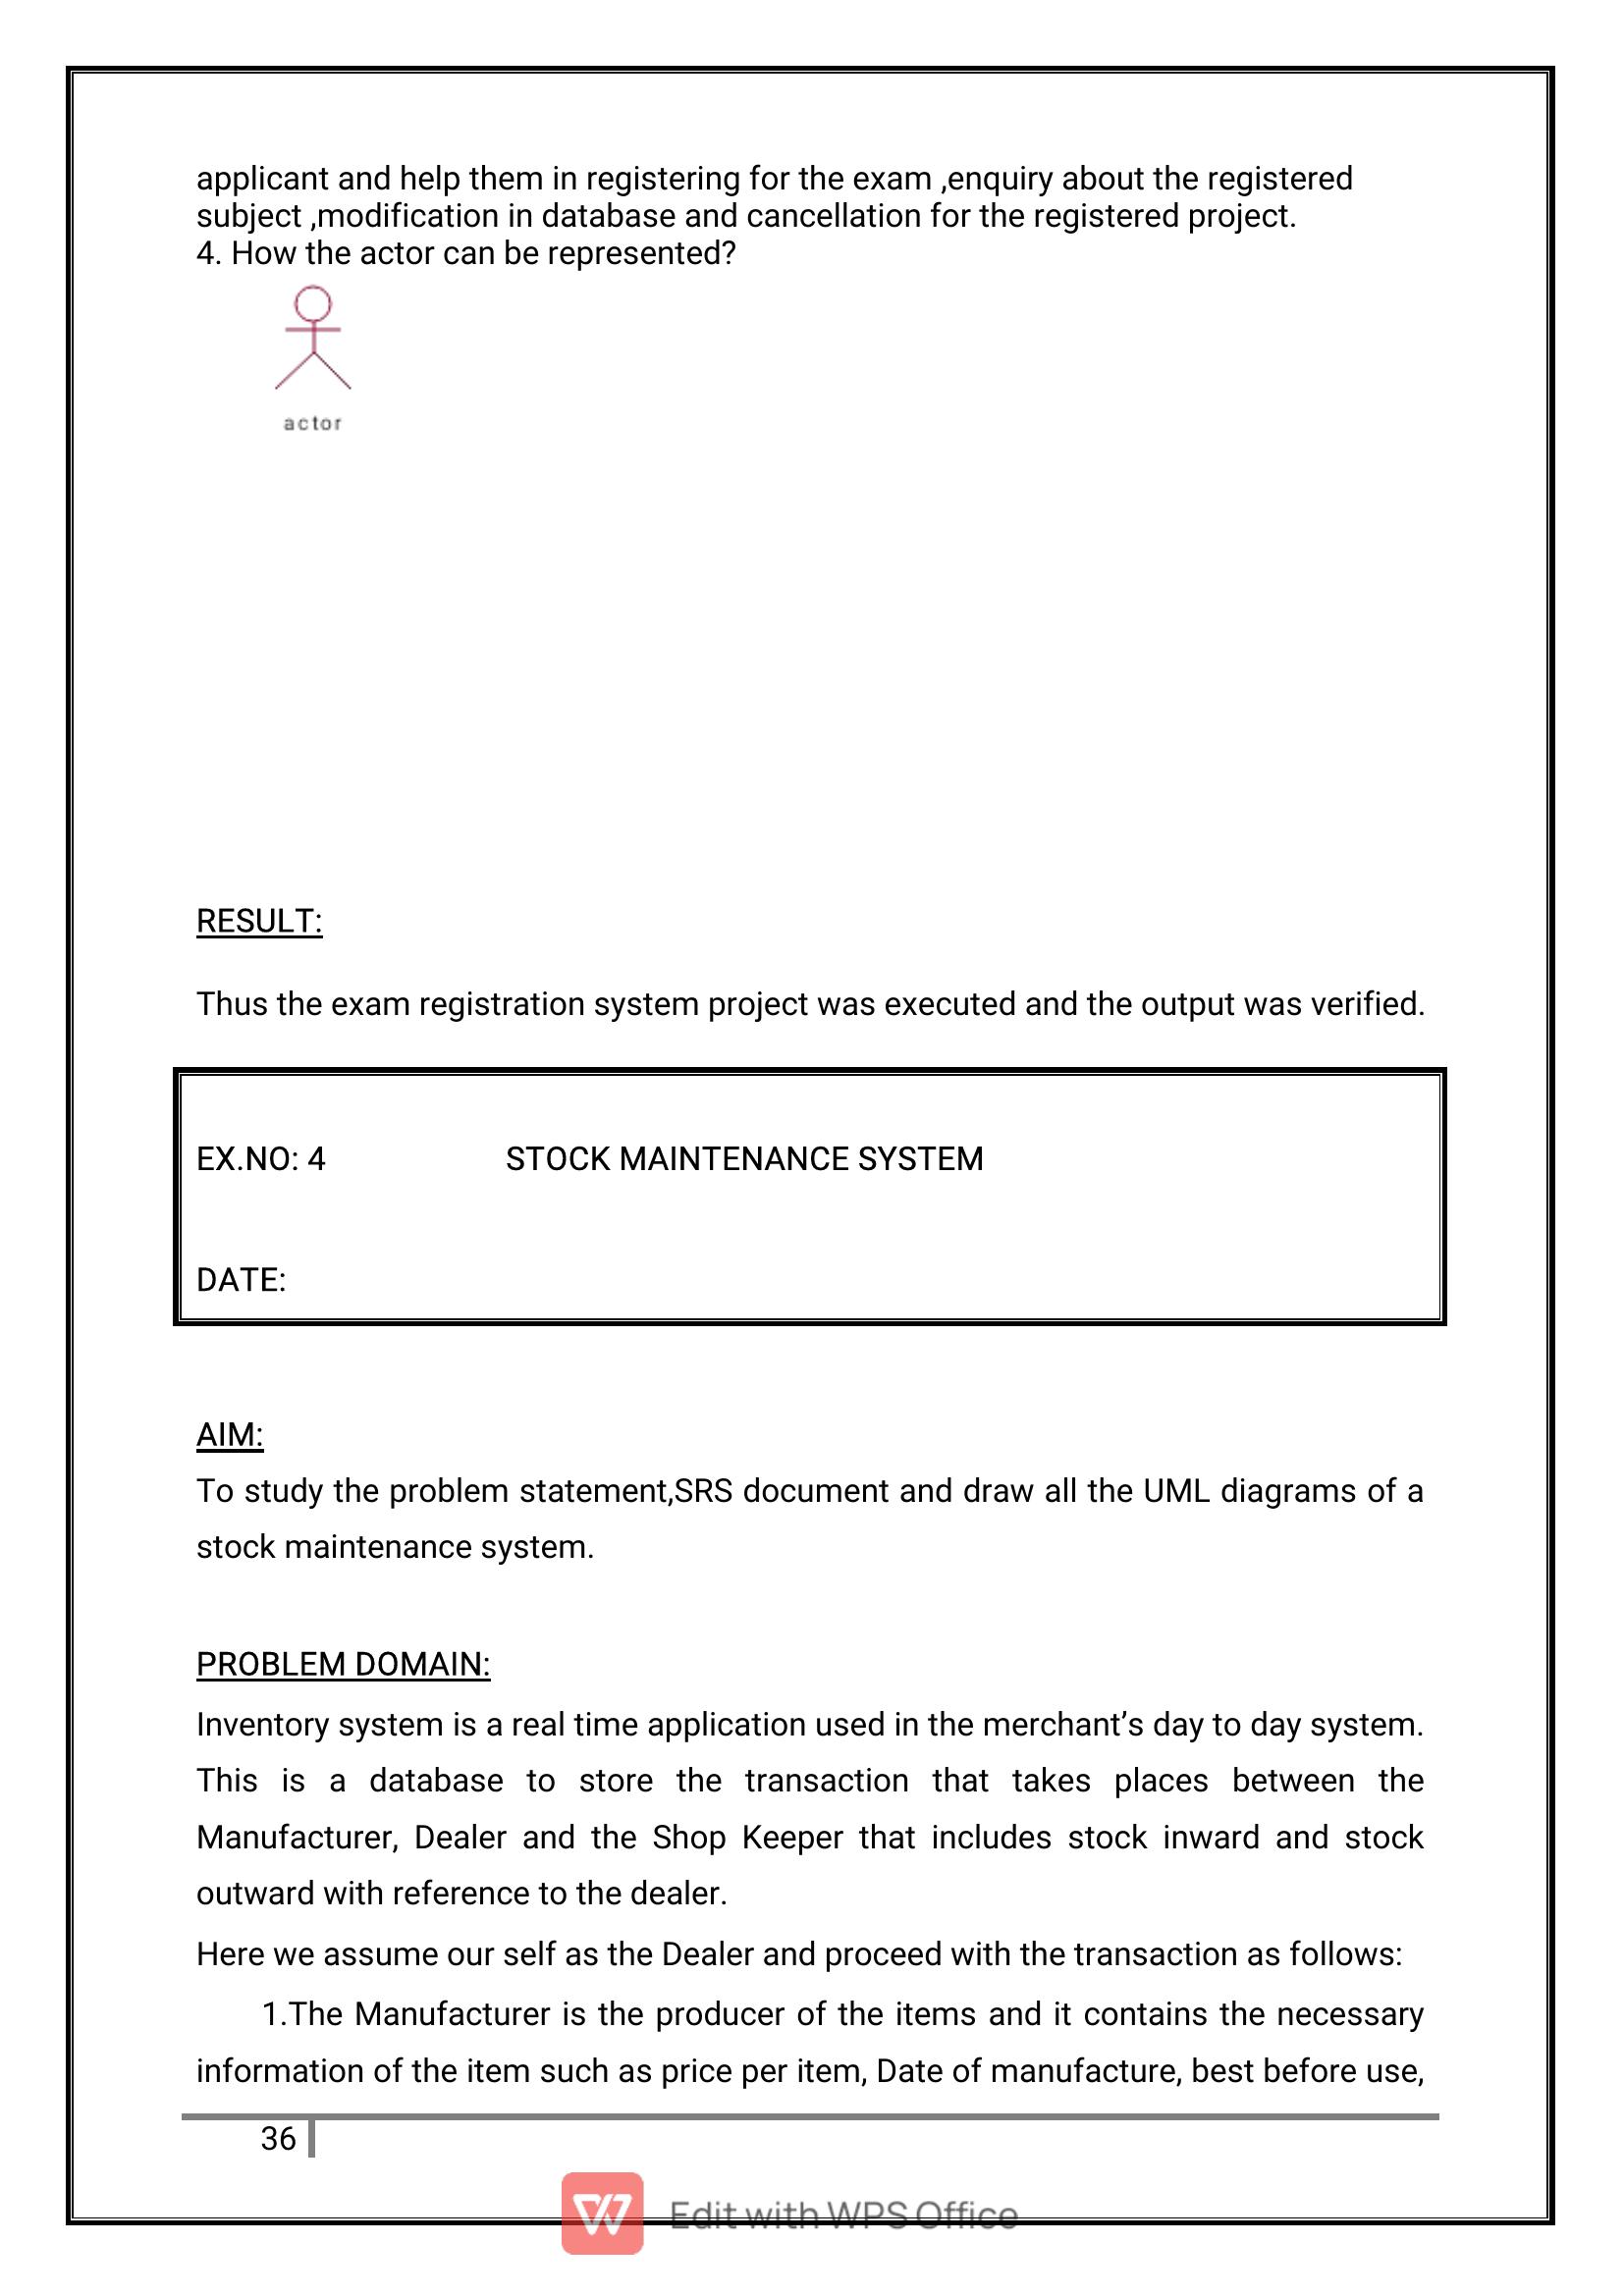 applicant and help them in registering for the exam ,enquiry about the registered
subject ,modification in database and cancellation for the registered project.
4. How the actor can be represented?
actor
RESULT:
Thus the exam registration system project was executed and the output was verified.
EX.NO: 4 STOCK MAINTENANCE SYSTEM
DATE:
AIM:
To study the problem statement,SRS document and draw all the UML diagrams of a
stock maintenance system.
PROBLEM DOMAIN:
Inventory system is a real time application used in the merchant’s day to day system.
This is a database to store the transaction that takes places between the
Manufacturer, Dealer and the Shop Keeper that includes stock inward and stock
outward with reference to the dealer.
Here we assume our self as the Dealer and proceed with the transaction as follows:
1.The Manufacturer is the producer of the items and it contains the necessary
information of the item such as price per item, Date of manufacture, best before use,
36
Edit with WPS Office